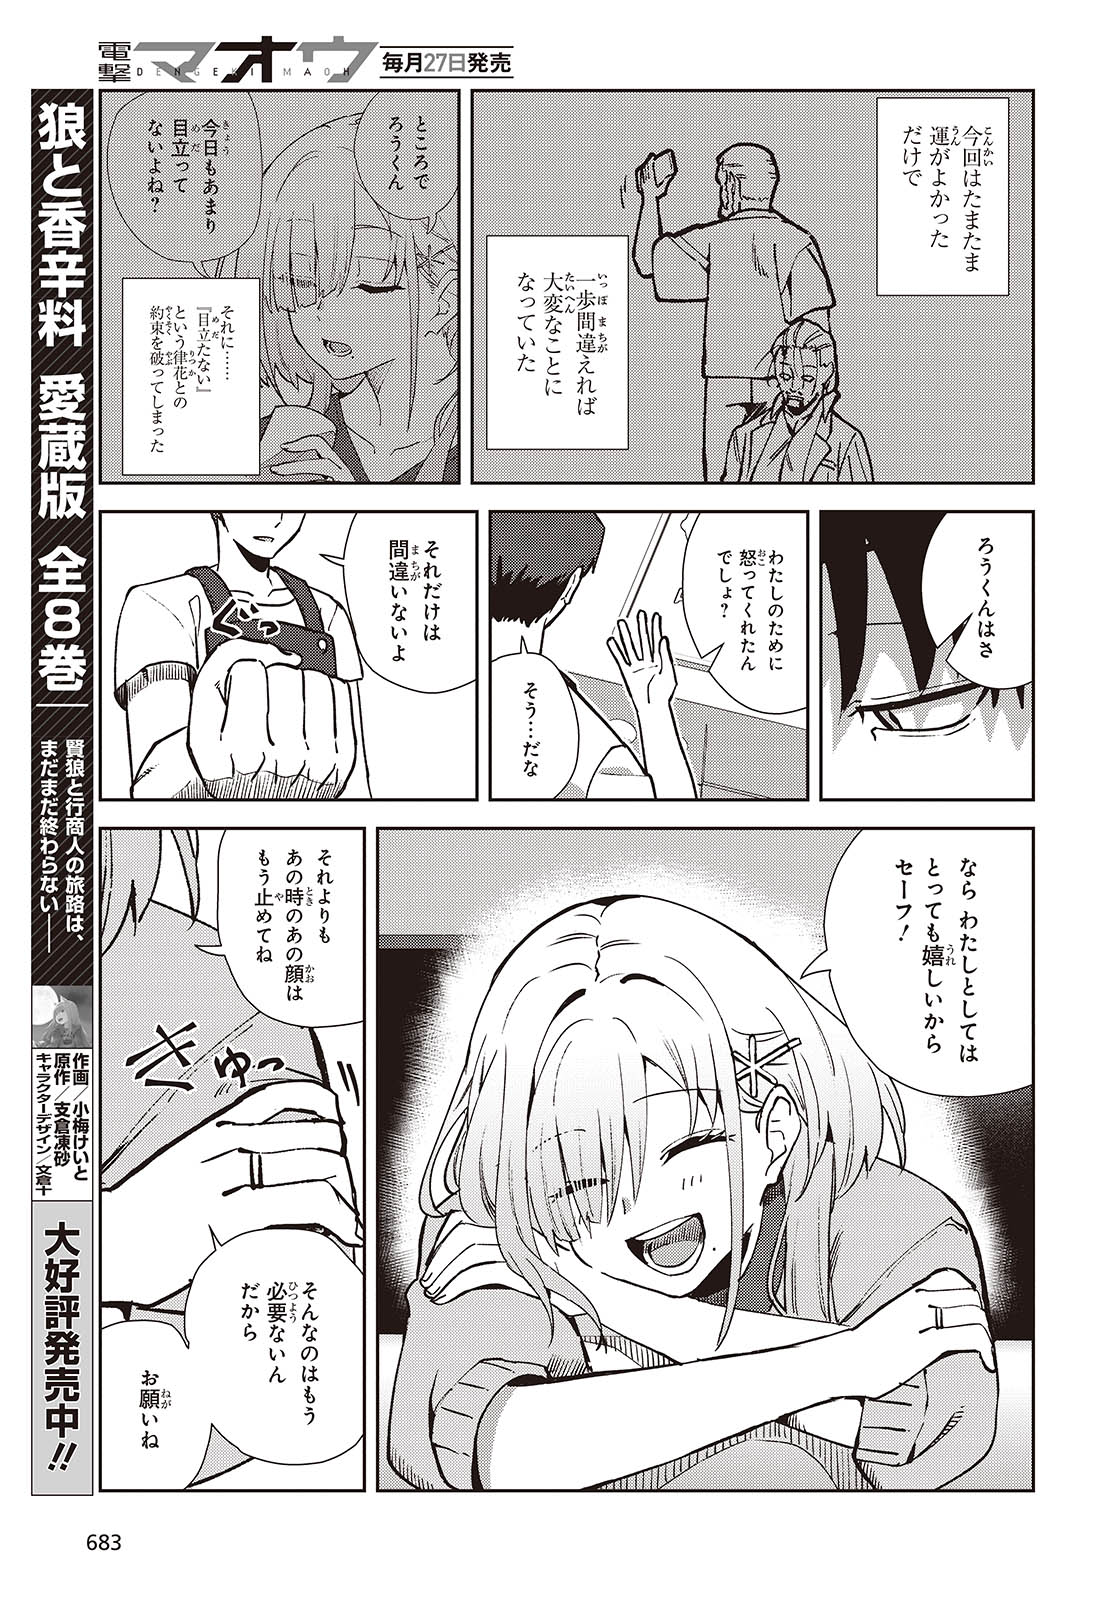 電撃マオウ
DENGEKI MAOH
毎月27日発売
今回はたまたま
運がよかった
だけで
一歩間違えれば
大変なことに
なっていた
ところで
ろうくん
今日もあまり
目立って
ないよね？
それに……
『目立たない』
という律花との
約束を破ってしまった
ろうくんはさ
わたしのために
怒ってくれたん
でしょ？
そう…だな
それだけは
間違いないよ
ぐっ
なら わたしとしては
とっても嬉しいから
セーフ！
それよりも
あの時のあの顔は
もう止めてね
きゅっ
そんなのはもう
必要ないん
だから
お願いね
狼と香辛料 愛蔵版 全8巻
賢狼と行商人の旅路は、
まだまだ終わらない――
作画／小梅けいと
原作／支倉凍砂
キャラクターデザイン／文倉十
大好評発売中!!
683